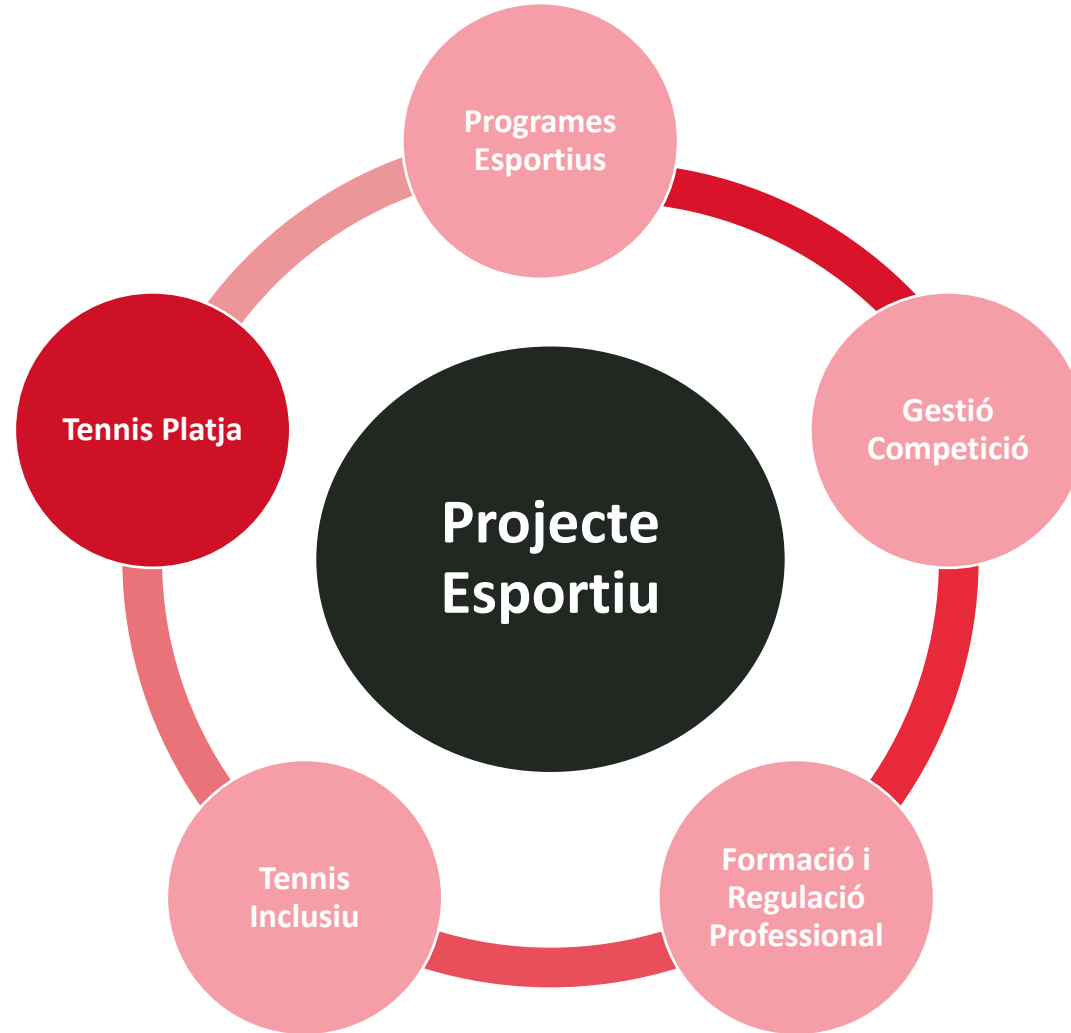 Programes
Esportius
Gestió
Competició
Formació i
Regulació
Professional
Tennis
Inclusiu
Tennis Platja
Projecte
Esportiu